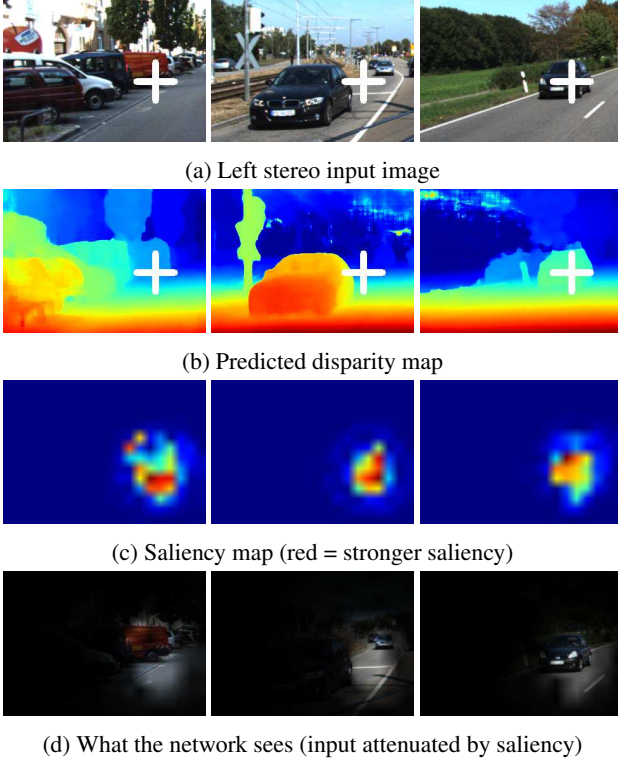 (a) Left stereo input image
(b) Predicted disparity map
(c) Saliency map (red = stronger saliency)
(d) What the network sees (input attenuated by saliency)